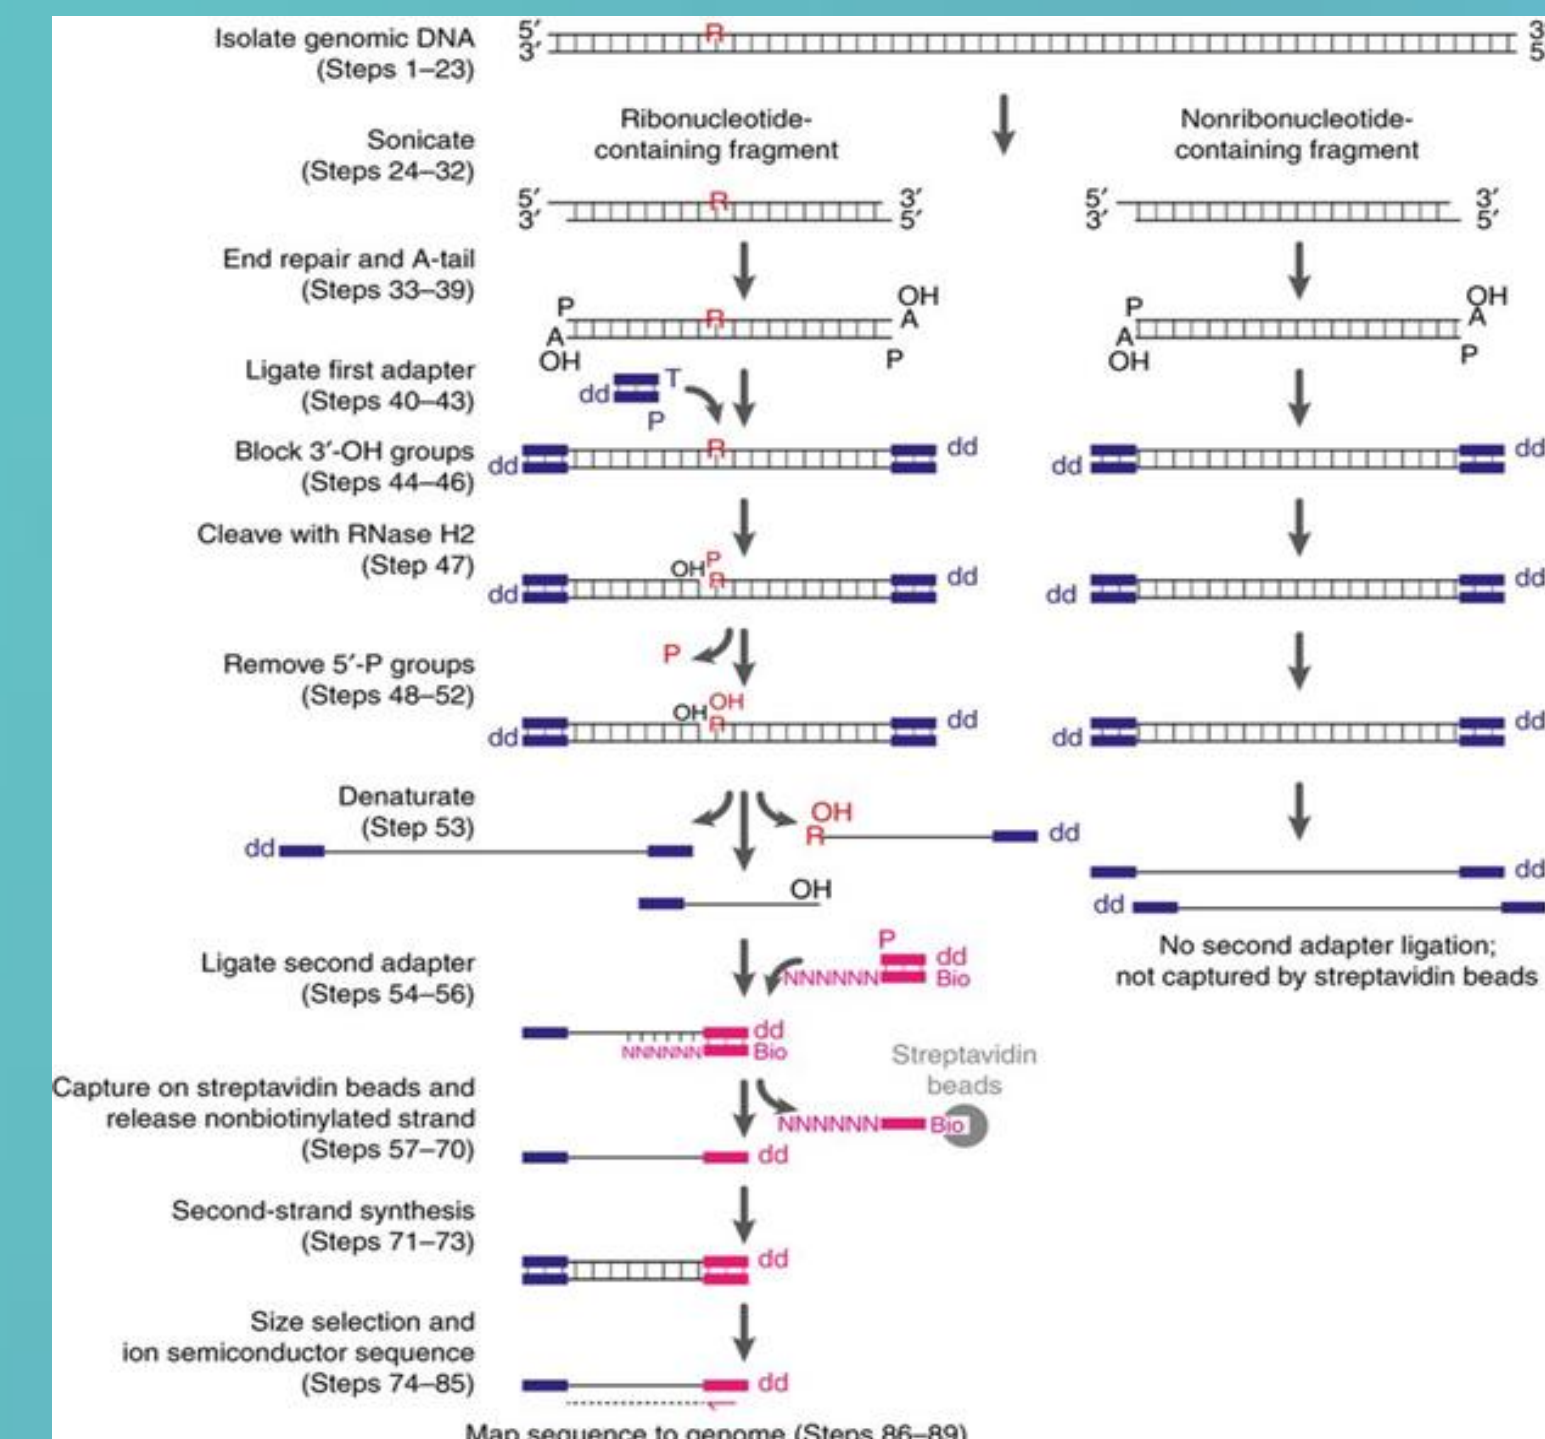 Isolate genomic DNA
(Steps 1–23)
5′ R 3′
3′ 5′
Sonicate
(Steps 24–32)
Ribonucleotide-
containing fragment
Nonribonucleotide-
containing fragment
5′ R 3′
3′ 5′
5′ 3′
3′ 5′
End repair and A-tail
(Steps 33–39)
P R OH
A
A
OH P
P OH
A
A
OH P
Ligate first adapter
(Steps 40–43)
T
dd
P
Block 3′-OH groups
(Steps 44–46)
R dd
dd
dd
dd
Cleave with RNase H2
(Step 47)
P
OH
R dd
dd
dd
dd
Remove 5′-P groups
(Steps 48–52)
P
OH
OH
R dd
dd
dd
dd
Denaturate
(Step 53)
dd
OH
R dd
OH
dd
dd
No second adapter ligation;
not captured by streptavidin beads
Ligate second adapter
(Steps 54–56)
P
dd
NNNNNN Bio
dd
NNNNNN Bio
Capture on streptavidin beads and
release nonbiotinylated strand
(Steps 57–70)
Streptavidin
beads
NNNNNN Bio
dd
Second-strand synthesis
(Steps 71–73)
dd
Size selection and
ion semiconductor sequence
(Steps 74–85)
dd
Map sequence to genome (Steps 86–89)